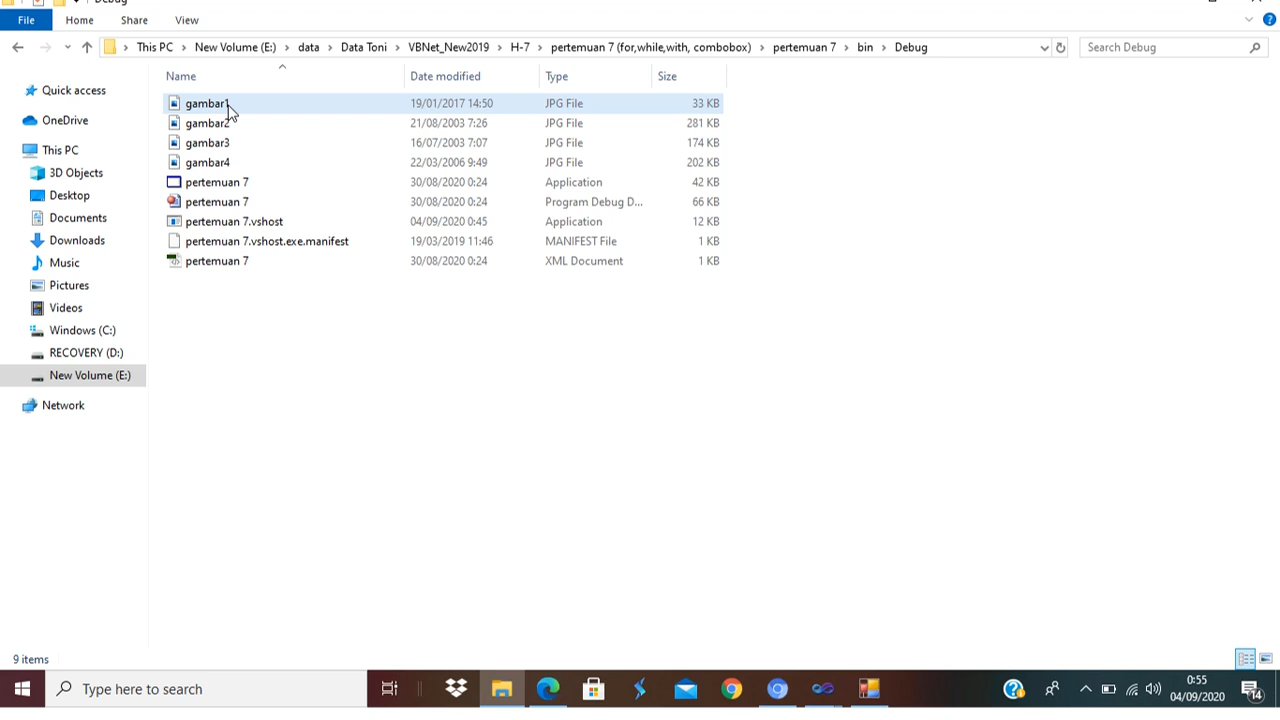 Debug
File Home Share View
This PC New Volume (E:) data Data Toni VBNet_New2019 H-7 pertemuan 7 (for,while,with, combobox) pertemuan 7 bin Debug Search Debug
Name Date modified Type Size
Quick access
OneDrive
This PC
3D Objects
Desktop
Documents
Downloads
Music
Pictures
Videos
Windows (C:)
RECOVERY (D:)
New Volume (E:)
Network
gambar1 19/01/2017 14:50 JPG File 33 KB
gambar2 21/08/2003 7:26 JPG File 281 KB
gambar3 16/07/2003 7:07 JPG File 174 KB
gambar4 22/03/2006 9:49 JPG File 202 KB
pertemuan 7 30/08/2020 0:24 Application 42 KB
pertemuan 7 30/08/2020 0:24 Program Debug D... 66 KB
pertemuan 7.vshost 04/09/2020 0:45 Application 12 KB
pertemuan 7.vshost.exe.manifest 19/03/2019 11:46 MANIFEST File 1 KB
pertemuan 7 30/08/2020 0:24 XML Document 1 KB
9 items
Type here to search
0:55
04/09/2020
14